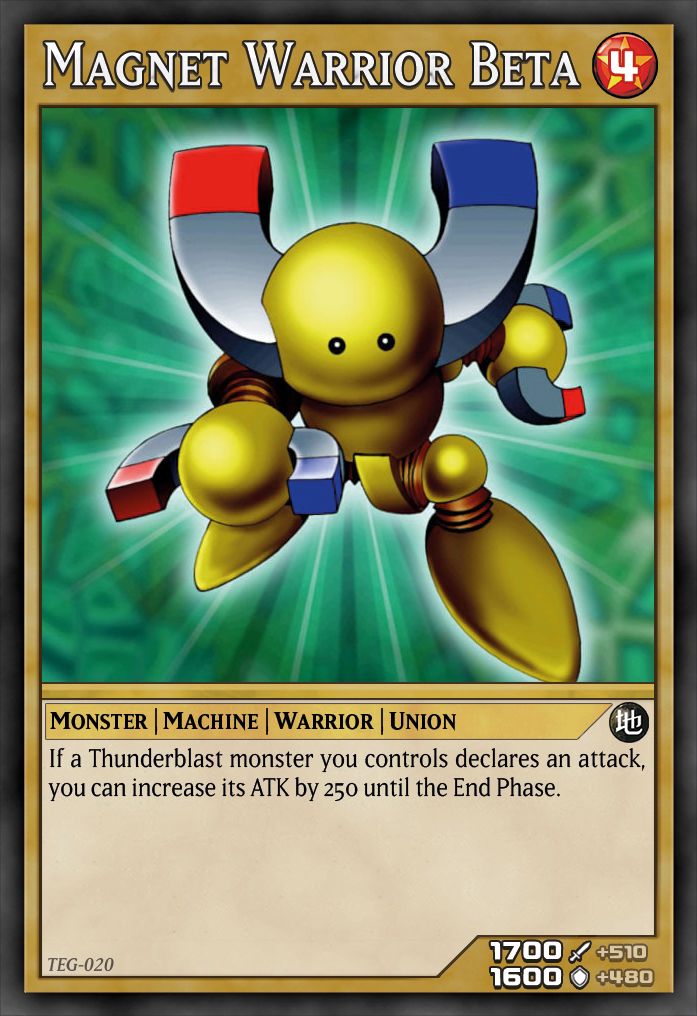 Magnet Warrior Beta 4
Monster | Machine | Warrior | Union
If a Thunderblast monster you controls declares an attack,
you can increase its ATK by 250 until the End Phase.
1700 +510
TEG-020 1600 +480